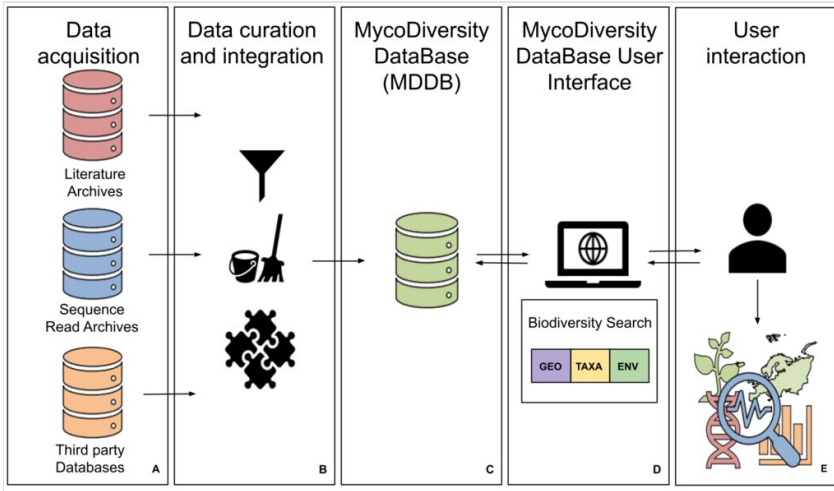 Data
acquisition
Literature
Archives
Sequence
Read Archives
Third party
Databases
A
Data curation
and integration
B
MycoDiversity
DataBase
(MDDB)
C
MycoDiversity
DataBase User
Interface
Biodiversity Search
GEO TAXA ENV
D
User
interaction
E